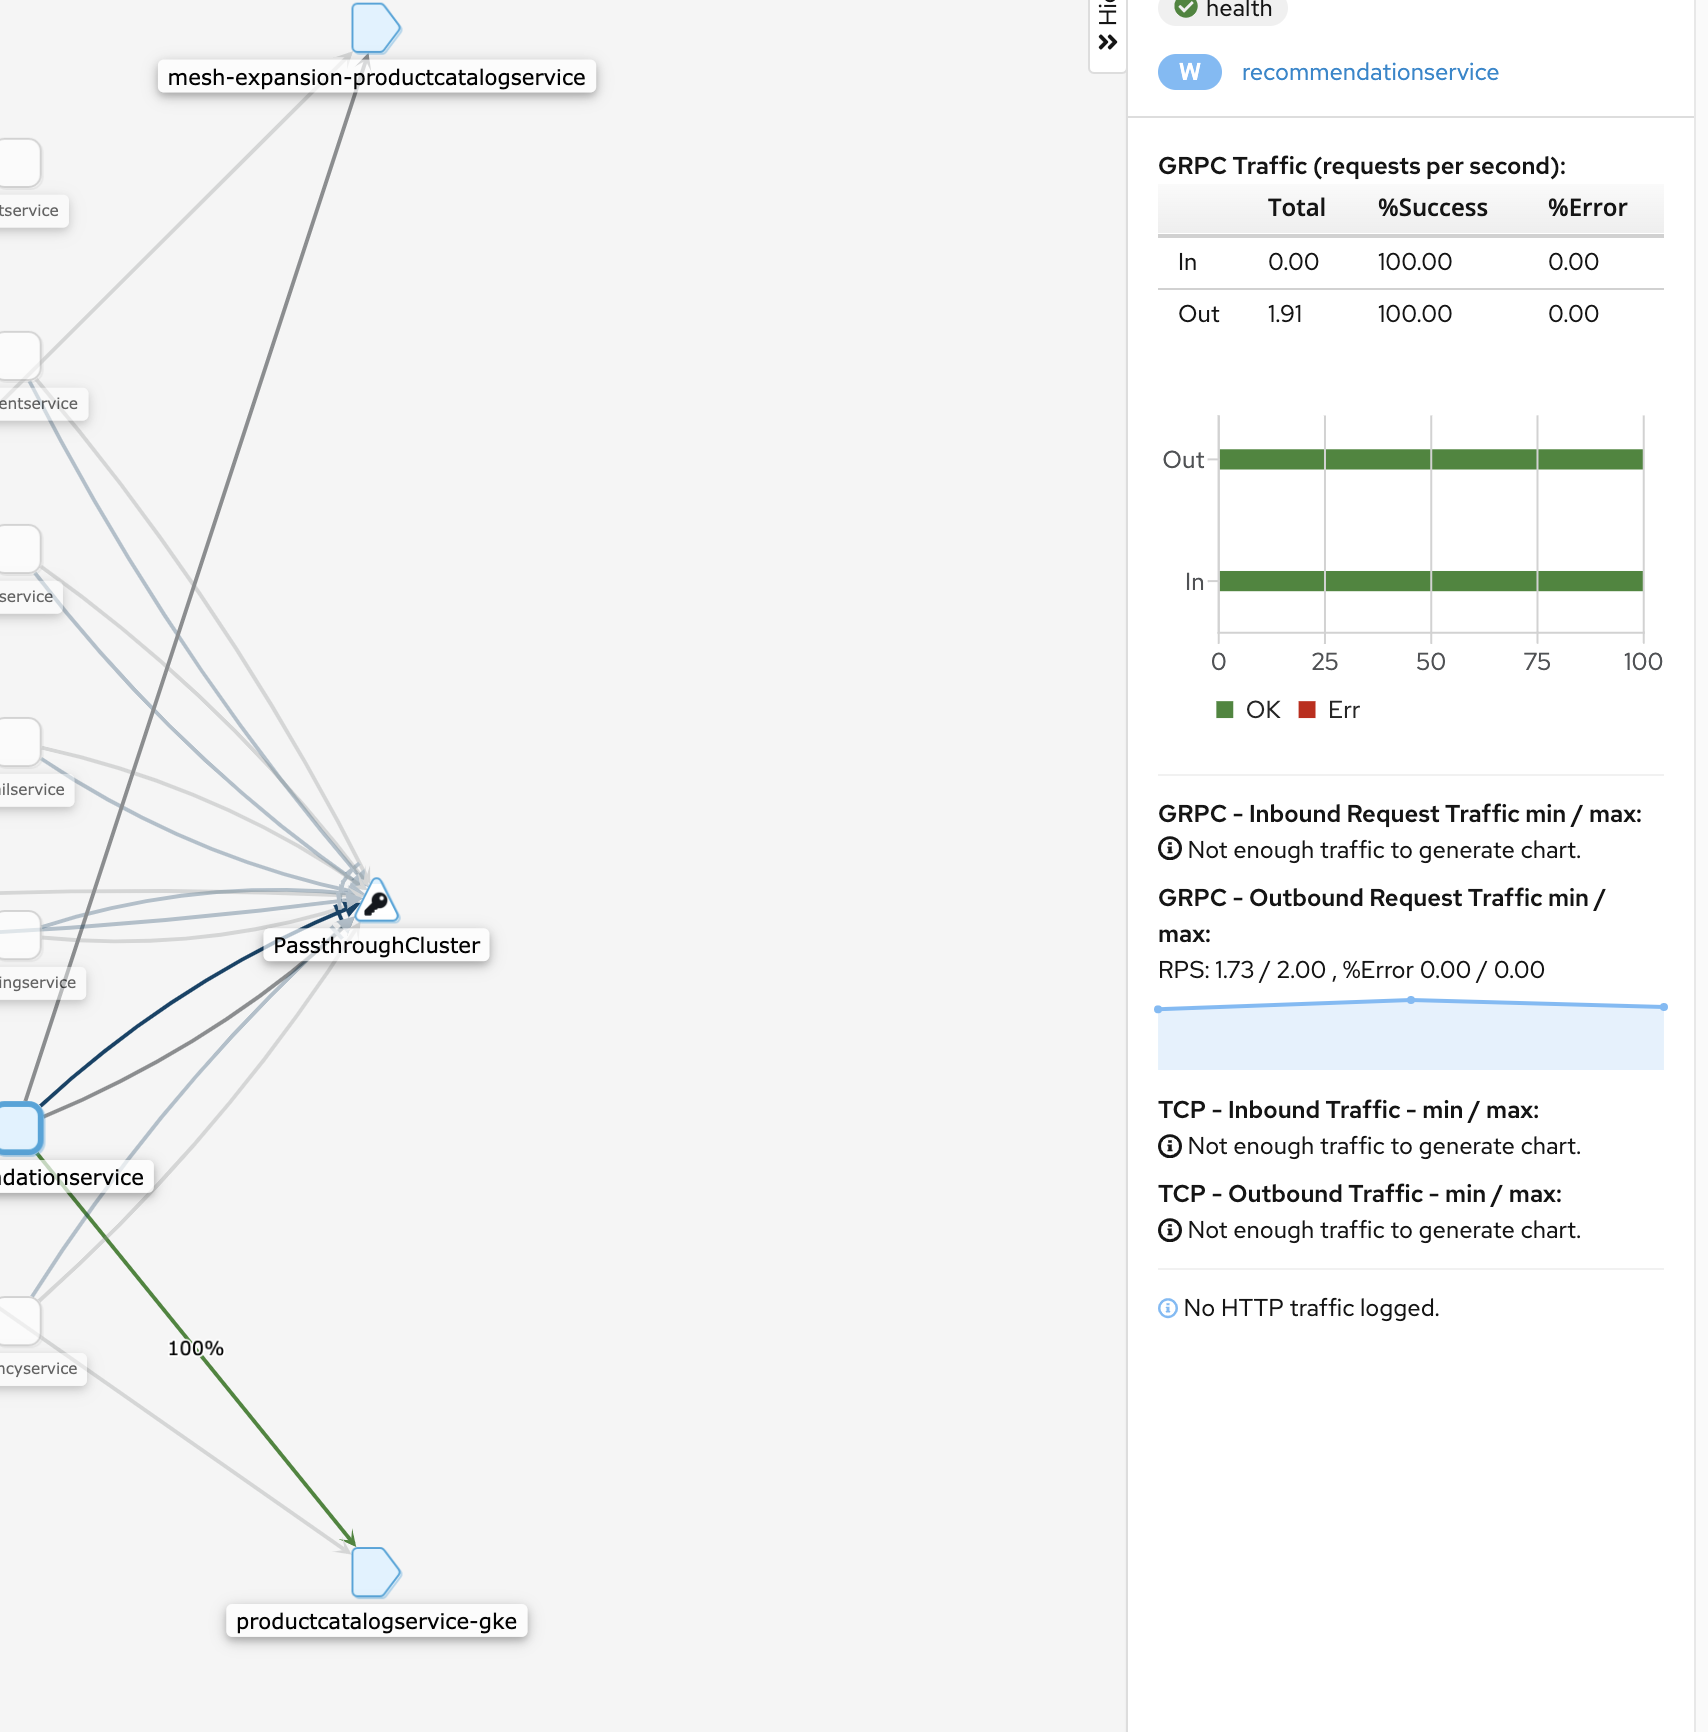 mesh-expansion-productcatalogservice
tservice
entservice
service
ilservice
PassthroughCluster
ingservice
dationservice
100%
ncyservice
productcatalogservice-gke
health
W recommendationservice
GRPC Traffic (requests per second):
Total %Success %Error
In 0.00 100.00 0.00
Out 1.91 100.00 0.00
Out
In
0 25 50 75 100
OK Err
GRPC - Inbound Request Traffic min / max:
Not enough traffic to generate chart.
GRPC - Outbound Request Traffic min /
max:
RPS: 1.73 / 2.00 , %Error 0.00 / 0.00
TCP - Inbound Traffic - min / max:
Not enough traffic to generate chart.
TCP - Outbound Traffic - min / max:
Not enough traffic to generate chart.
No HTTP traffic logged.